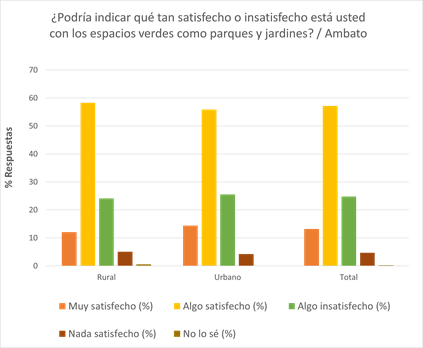 ¿Podría indicar qué tan satisfecho o insatisfecho está usted
con los espacios verdes como parques y jardines? / Ambato
% Respuestas
70
60
50
40
30
20
10
0
Rural Urbano Total
Muy satisfecho (%) Algo satisfecho (%) Algo insatisfecho (%)
Nada satisfecho (%) No lo sé (%)